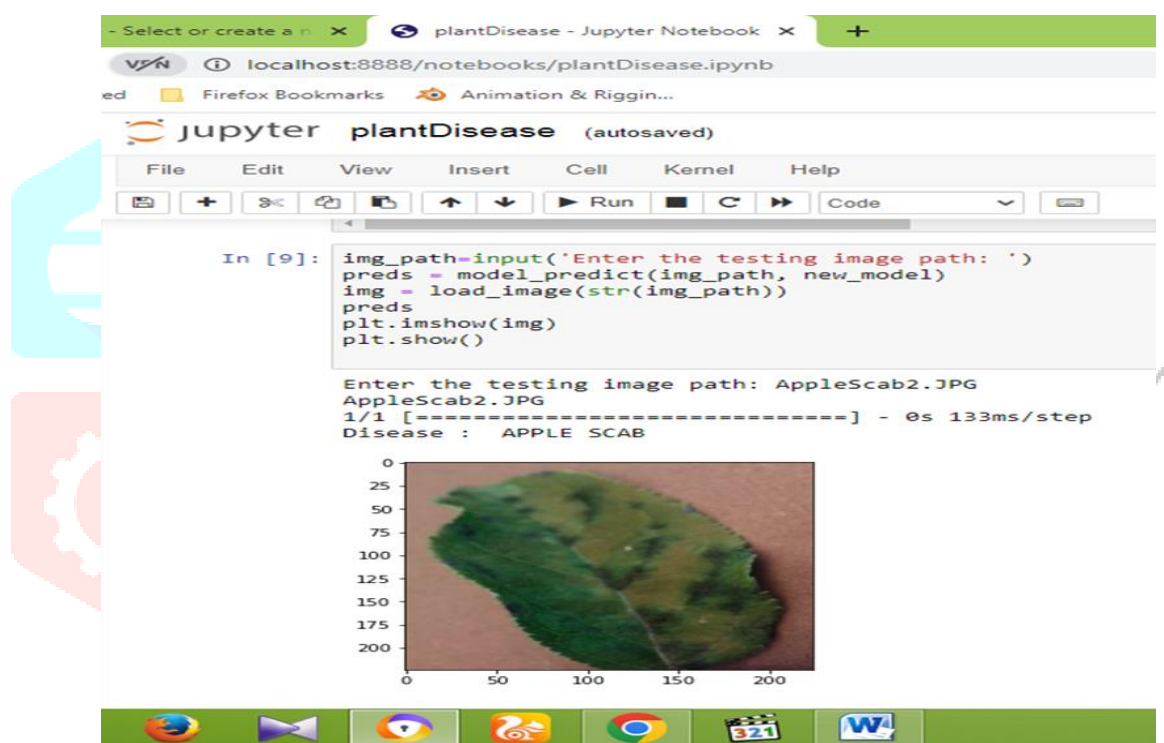 - Select or create a n
plantDisease - Jupyter Notebook
VPN localhost:8888/notebooks/plantDisease.ipynb
ed Firefox Bookmarks Animation & Riggin...
jupyter plantDisease (autosaved)
File Edit View Insert Cell Kernel Help
Run Code
In [9]: img_path=input('Enter the testing image path: ')
preds = model_predict(img_path, new_model)
img = load_image(str(img_path))
preds
plt.imshow(img)
plt.show()
Enter the testing image path: AppleScab2.JPG
AppleScab2.JPG
1/1 [==============================] - 0s 133ms/step
Disease : APPLE SCAB
0
25
50
75
100
125
150
175
200
0 50 100 150 200
321 W